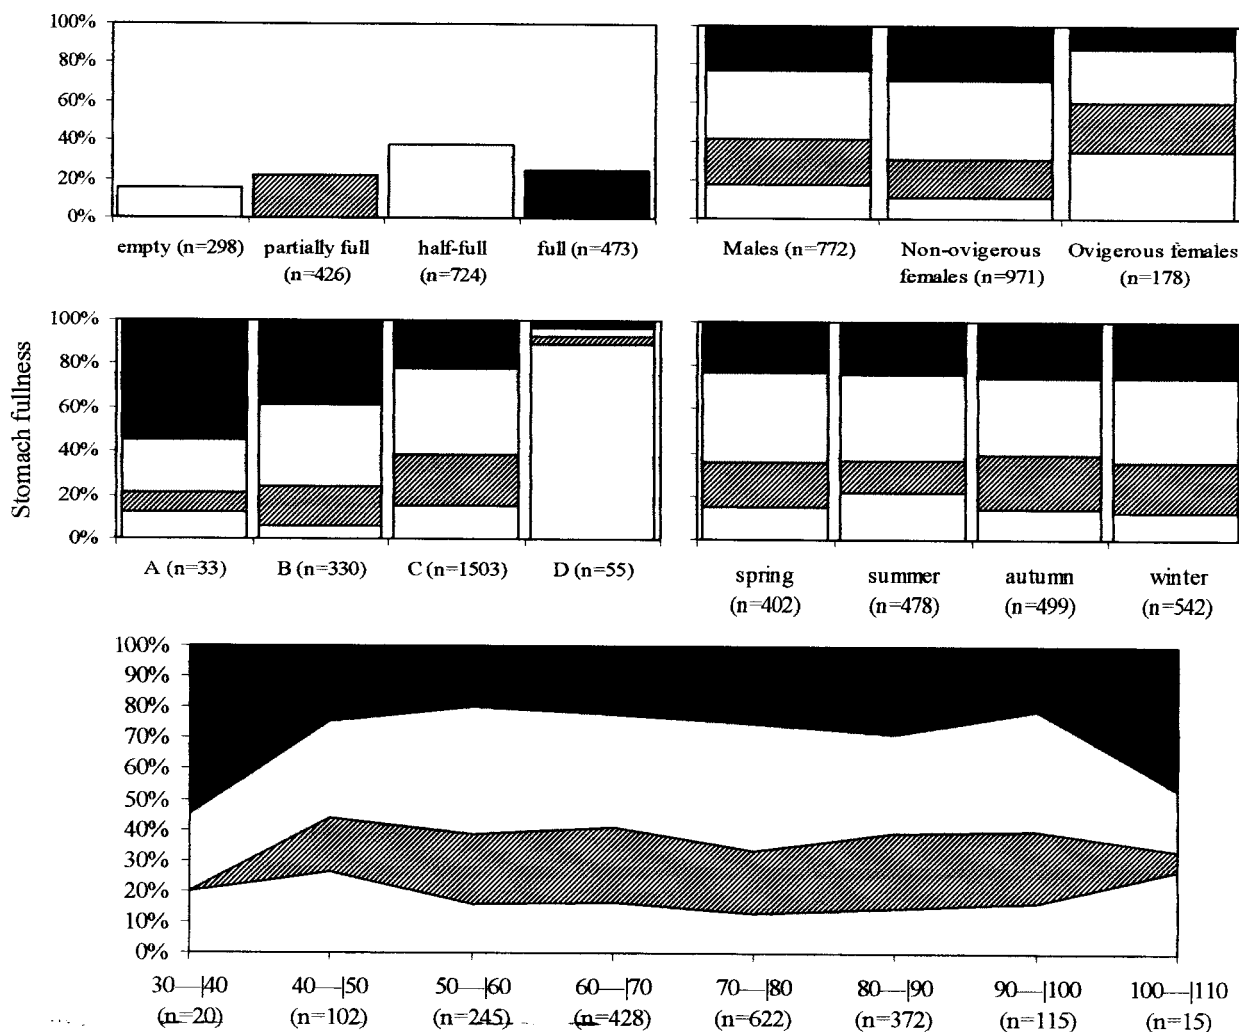 100%
80%
60%
40%
20%
0%
empty (n=298) partially full half-full full (n=473)
(n=426) (n=724)
Males (n=772) Non-ovigerous Ovigerous females
females (n=971) (n=178)
Stomach fullness
100%
80%
60%
40%
20%
0%
A (n=33) B (n=330) C (n=1503) D (n=55)
spring summer autumn winter
(n=402) (n=478) (n=499) (n=542)
100%
90%
80%
70%
60%
50%
40%
30%
20%
10%
0%
30—|40 40—|50 50—|60 60—|70 70—|80 80—|90 90—|100 100—|110
(n=20) (n=102) (n=245) (n=428) (n=622) (n=372) (n=115) (n=15)